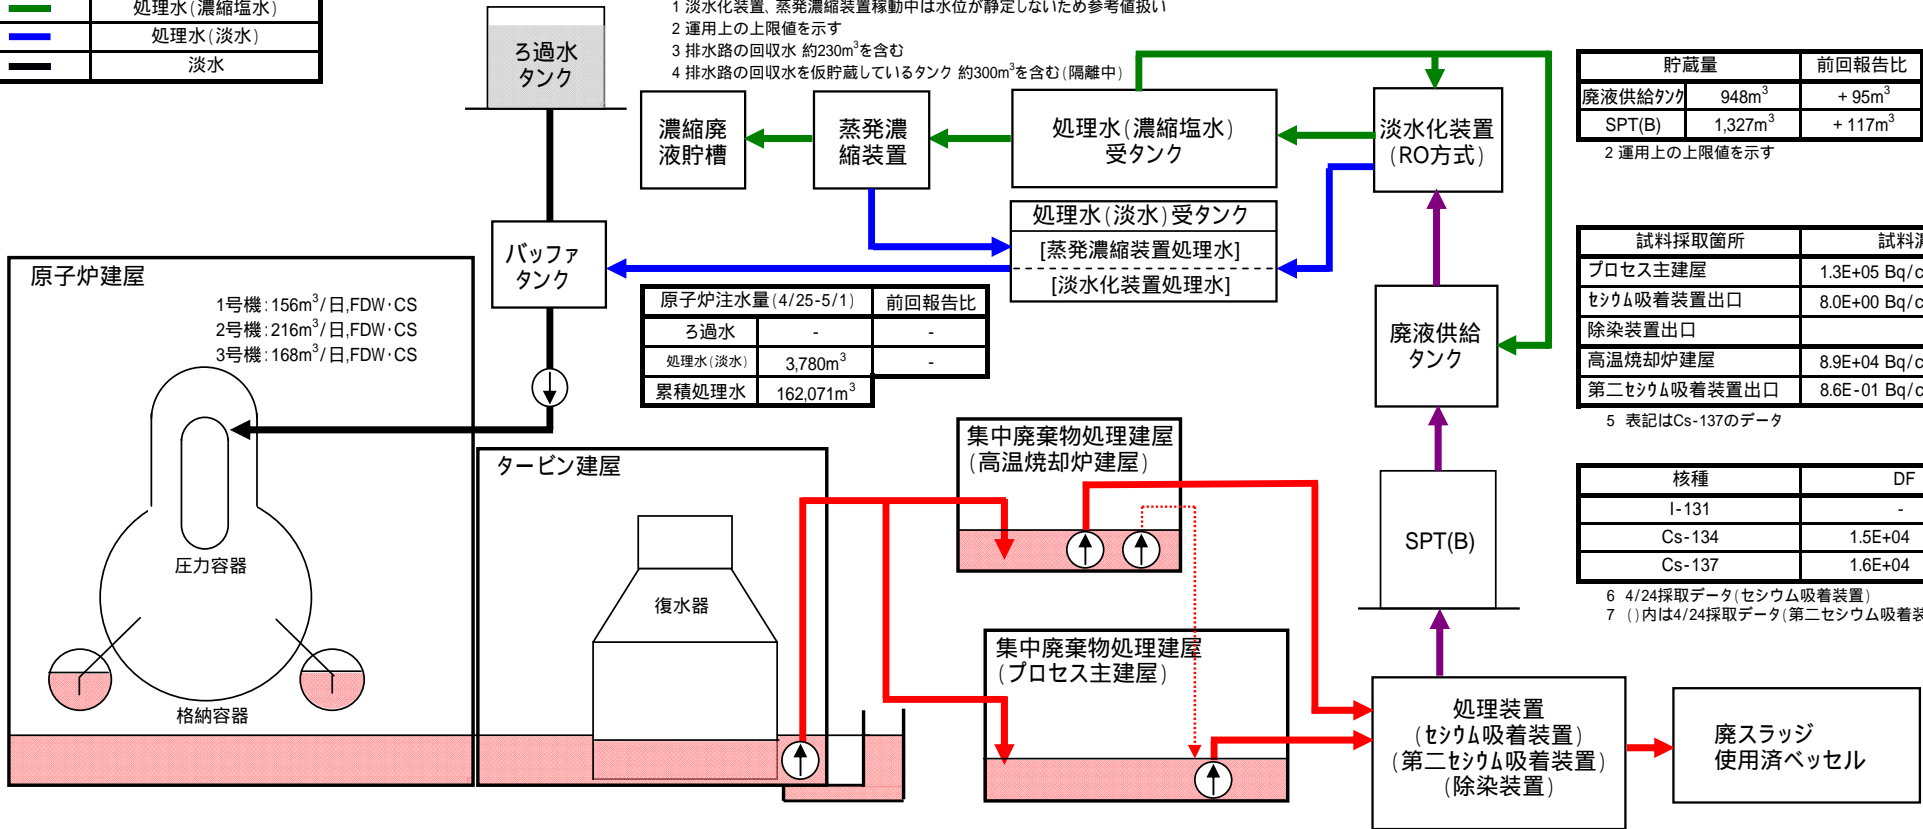 処理水(濃縮塩水)
処理水(淡水)
淡水
1 淡水化装置、蒸発濃縮装置稼動中は水位が静定しないため参考値扱い
2 運用上の上限値を示す
3 排水路の回収水 約230m³を含む
4 排水路の回収水を仮貯蔵しているタンク 約300m³を含む(隔離中)
ろ過水
タンク
濃縮廃
液貯槽
蒸発濃
縮装置
処理水(濃縮塩水)
受タンク
淡水化装置
(RO方式)
貯蔵量 前回報告比
廃液供給タンク 948m³ +95m³
SPT(B) 1,327m³ +117m³
2 運用上の上限値を示す
処理水(淡水)受タンク
[蒸発濃縮装置処理水]
[淡水化装置処理水]
バッファ
タンク
原子炉建屋
1号機:156m³/日,FDW・CS
2号機:216m³/日,FDW・CS
3号機:168m³/日,FDW・CS
原子炉注水量(4/25-5/1) 前回報告比
ろ過水 - -
処理水(淡水) 3,780m³ -
累積処理水 162,071m³
廃液供給
タンク
試料採取箇所
プロセス主建屋 1.3E+05
セシウム吸着装置出口 8.0E+00
除染装置出口
高温焼却炉建屋 8.9E+04
第二セシウム吸着装置出口 8.6E-01
5 表記はCs-137のデータ
圧力容器
格納容器
タービン建屋
復水器
集中廃棄物処理建屋
(高温焼却炉建屋)
SPT(B)
核種 DF
I-131 -
Cs-134 1.5E+04
Cs-137 1.6E+04
6 4/24採取データ(セシウム吸着装置)
7 ()内は4/24採取データ(第二セシウム吸着装
集中廃棄物処理建屋
(プロセス主建屋)
処理装置
(セシウム吸着装置)
(第二セシウム吸着装置)
(除染装置)
廃スラッジ
使用済ベッセル